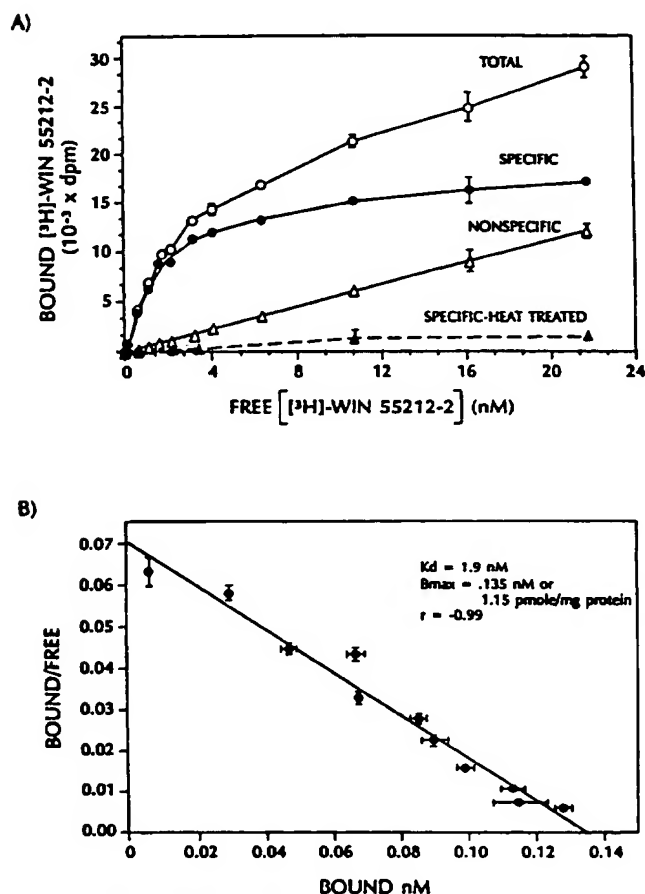 A)
BOUND [³H]-WIN 55212-2
(10⁻³ x dpm)
30
25
20
15
10
5
0
TOTAL
SPECIFIC
NONSPECIFIC
SPECIFIC-HEAT TREATED
0 4 8 12 16 20 24
FREE [[³H]-WIN 55212-2] (nM)
B)
BOUND/FREE
0.07
0.06
0.05
0.04
0.03
0.02
0.01
0.00
Kd = 1.9 nM
Bmax = .135 nM or
1.15 pmole/mg protein
r = -0.99
0 0.02 0.04 0.06 0.08 0.10 0.12 0.14
BOUND nM